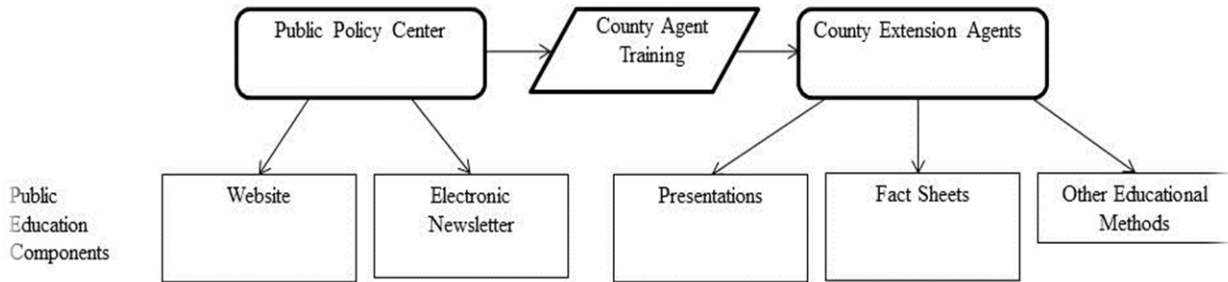 Public Policy Center
County Agent
Training
County Extension Agents
Public
Education
Components
Website
Electronic
Newsletter
Presentations
Fact Sheets
Other Educational
Methods